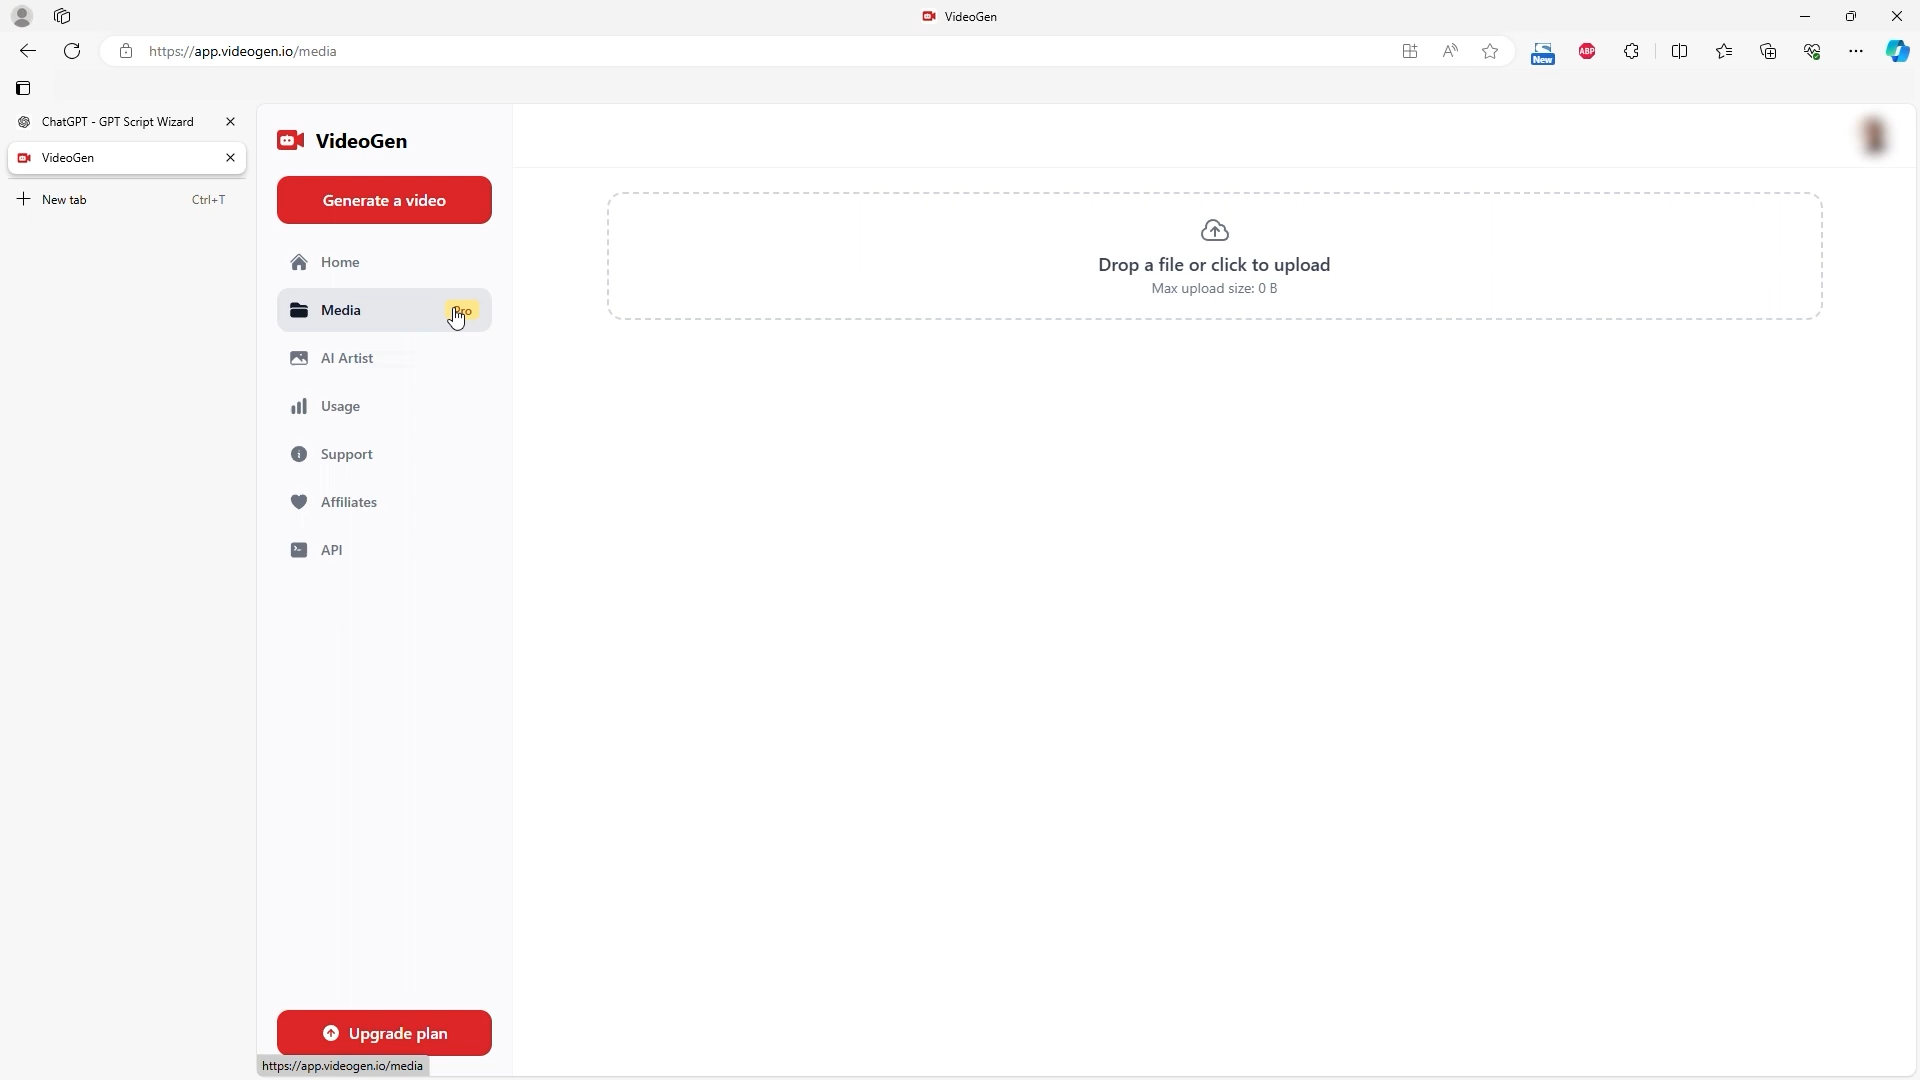 VideoGen
https://app.videogen.io/media
New
ABP
ChatGPT - GPT Script Wizard
VideoGen
New tab Ctrl+T
VideoGen
Generate a video
Home
Media
AI Artist
Usage
Support
Affiliates
API
Upgrade plan
https://app.videogen.io/media
Drop a file or click to upload
Max upload size: 0 B